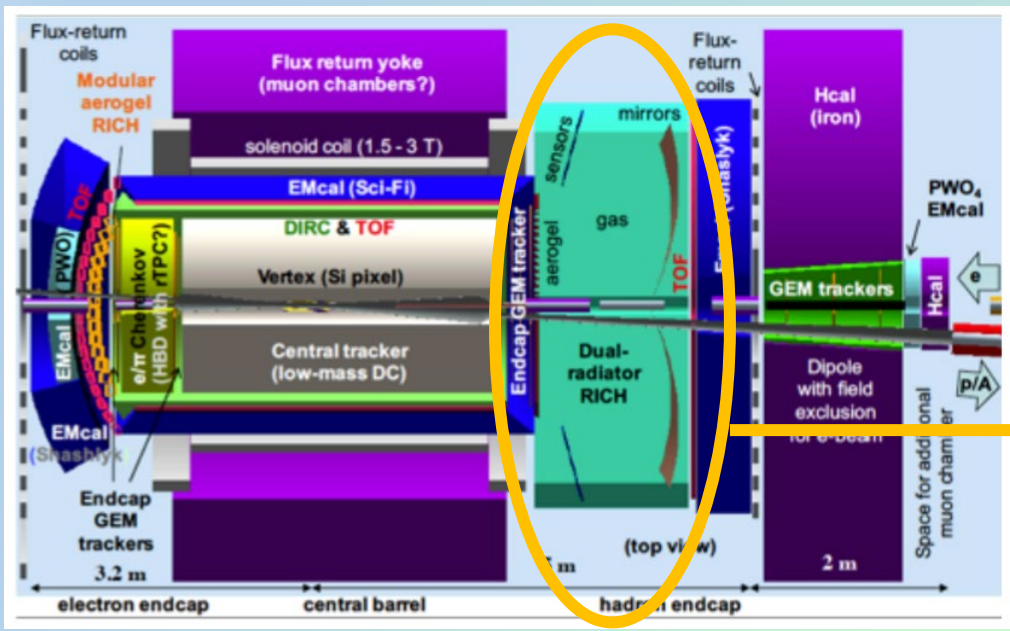 Flux-return
coils
Modular
aerogel
RICH
TOF
(PWO)
EMcal
EMcal
(Shashlyk)
e/π Cherenkov
(HBD with rTPC?)
Endcap
GEM
trackers
3.2 m
electron endcap
Flux return yoke
(muon chambers?)
solenoid coil (1.5 - 3 T)
EMcal (Sci-Fi)
DIRC & TOF
Vertex (Si pixel)
Central tracker
(low-mass DC)
central barrel
Endcap GEM tracker
aerogel
sensors
mirrors
gas
TOF
Dual-
radiator
RICH
m
(top view)
hadron endcap
Flux-
return
coils
Hcal
(iron)
PWO₄
EMcal
GEM trackers
Hcal
e
p/A
Dipole
with field
exclusion
for e-beam
Space for additional
muon chamber
2 m